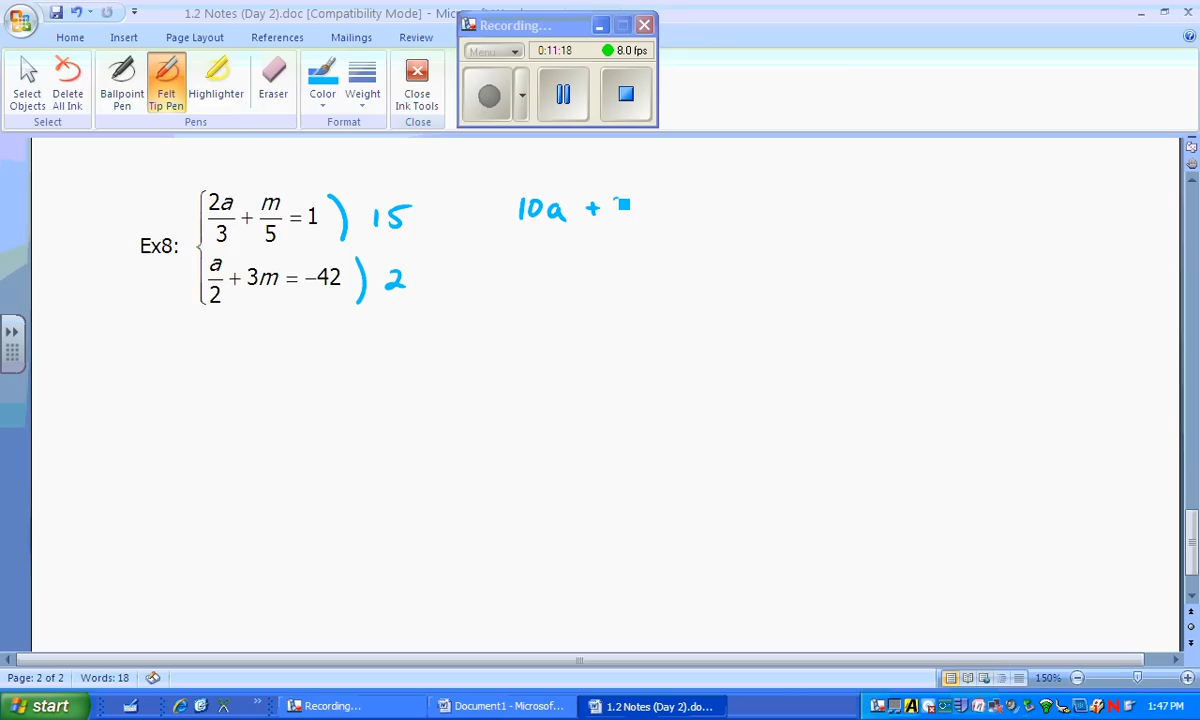 1.2 Notes (Day 2).doc [Compatibility Mode] - Mi
Recording...
Home Insert Page Layout References Mailings Review
Menu 0:11:18 8.0 fps
Select Objects
Delete All Ink
Ballpoint Pen
Felt Tip Pen
Highlighter
Eraser
Color
Weight
Close Ink Tools
Select Pens Format Close
Ex8:
2a/3 + m/5 = 1 ) 15
a/2 + 3m = −42 ) 2
10a +
Page: 2 of 2 Words: 18 150%
start Recording... Document1 - Microsof... 1.2 Notes (Day 2).do... 1:47 PM